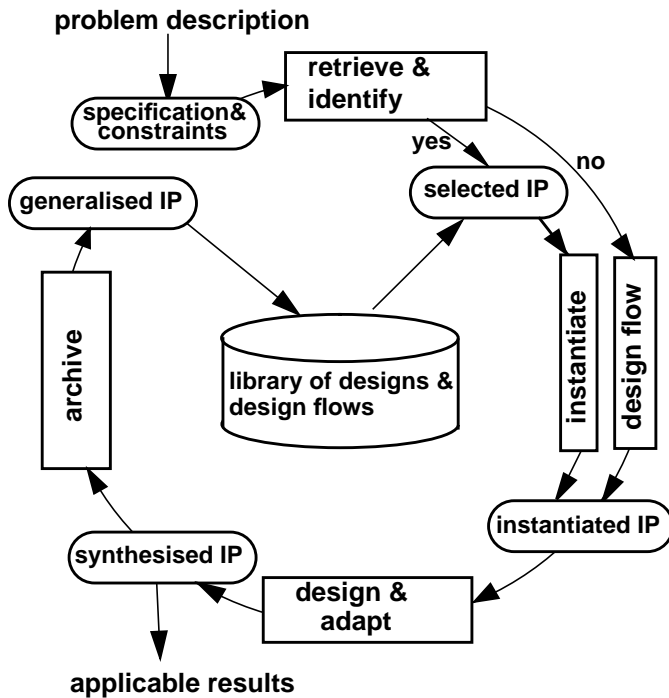 problem description
retrieve &
identify
specification&
constraints
yes
no
generalised IP
selected IP
archive
library of designs &
design flows
instantiate
design flow
instantiated IP
synthesised IP
design &
adapt
applicable results